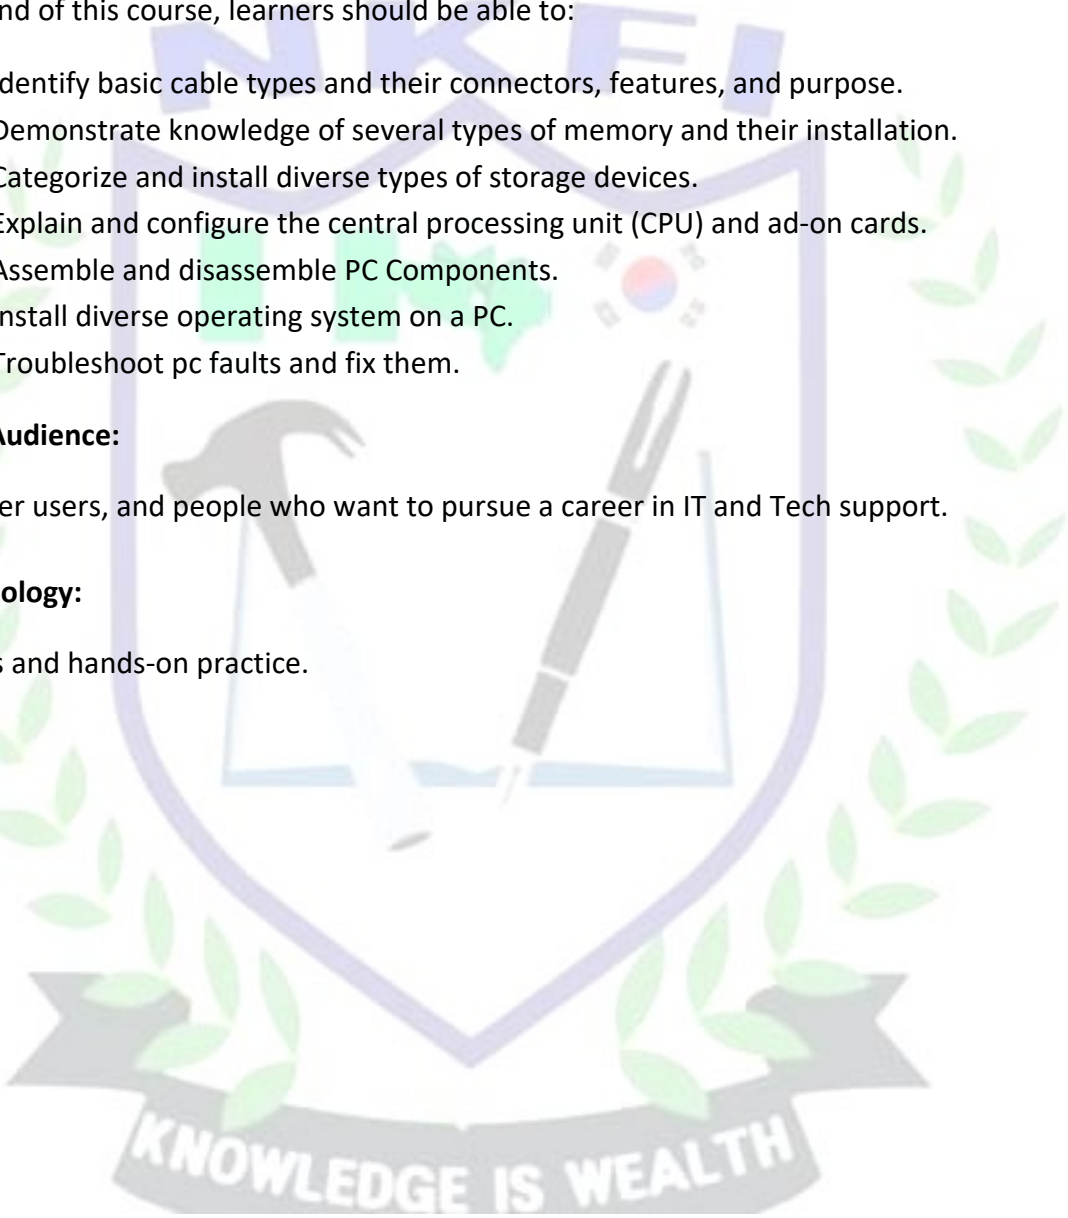 NKFI
nd of this course, learners should be able to:
dentify basic cable types and their connectors, features, and purpose.
Demonstrate knowledge of several types of memory and their installation.
Categorize and install diverse types of storage devices.
Explain and configure the central processing unit (CPU) and ad-on cards.
Assemble and disassemble PC Components.
nstall diverse operating system on a PC.
Troubleshoot pc faults and fix them.
Audience:
er users, and people who want to pursue a career in IT and Tech support.
ology:
s and hands-on practice.
KNOWLEDGE IS WEALTH